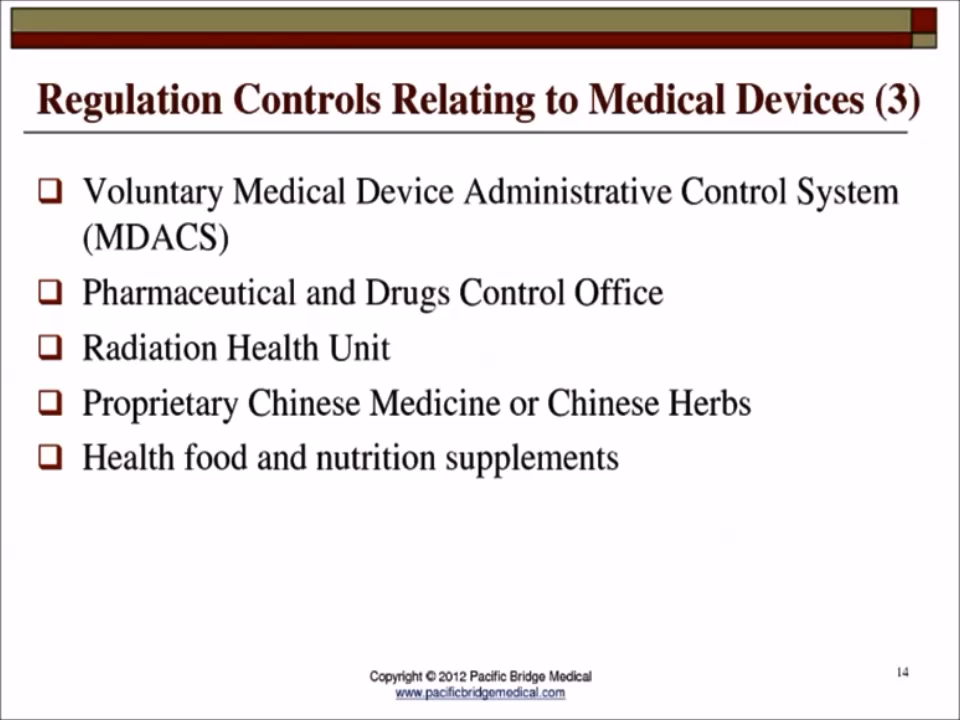 Regulation Controls Relating to Medical Devices (3)
Voluntary Medical Device Administrative Control System
(MDACS)
Pharmaceutical and Drugs Control Office
Radiation Health Unit
Proprietary Chinese Medicine or Chinese Herbs
Health food and nutrition supplements
Copyright © 2012 Pacific Bridge Medical
www.pacificbridgemedical.com
14